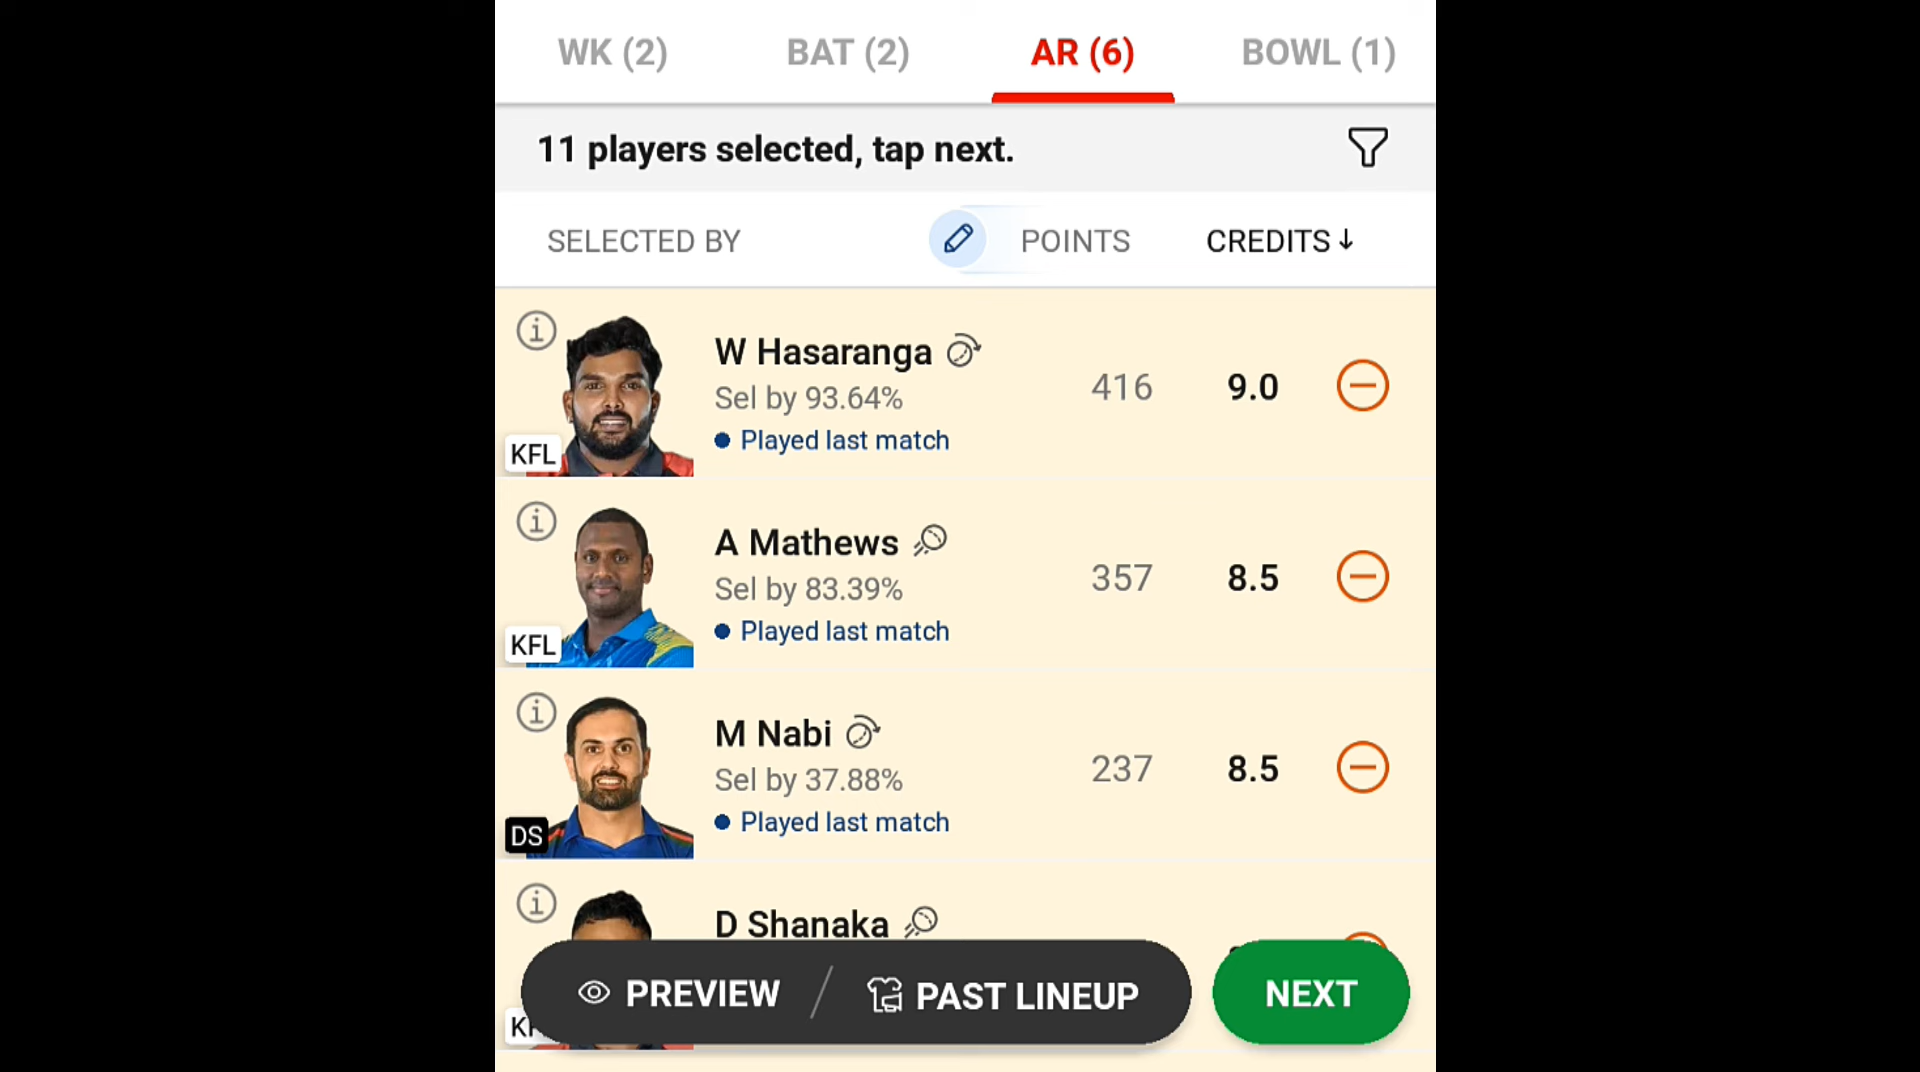 WK (2) BAT (2) AR (6) BOWL (1)
11 players selected, tap next.
SELECTED BY POINTS CREDITS ↓
W Hasaranga
Sel by 93.64%
Played last match
KFL
416 9.0
A Mathews
Sel by 83.39%
Played last match
KFL
357 8.5
M Nabi
Sel by 37.88%
Played last match
DS
237 8.5
D Shanaka
PREVIEW / PAST LINEUP NEXT